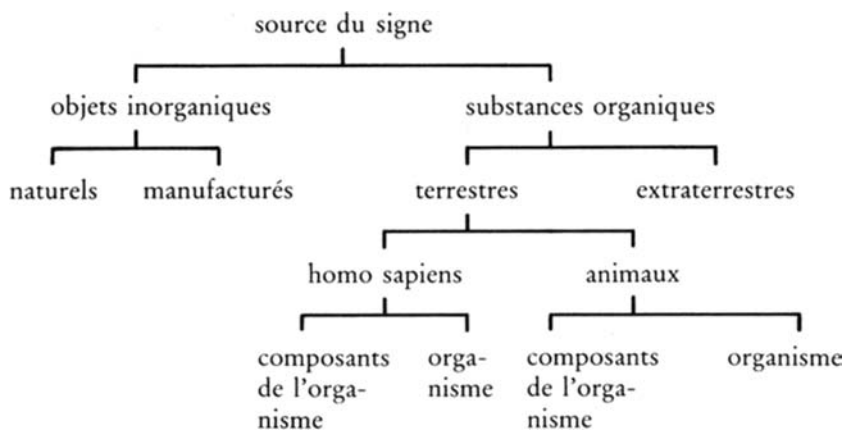 source du signe
objets inorganiques substances organiques
naturels manufacturés terrestres extraterrestres
homo sapiens animaux
composants orga- composants organisme
de l'orga- nisme de l'orga-
nisme nisme